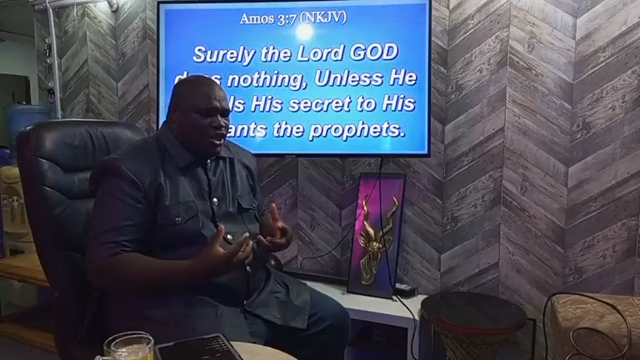 Amos 3:7 (NKJV)
Surely the Lord GOD
nothing, Unless He
His secret to His
the prophets.